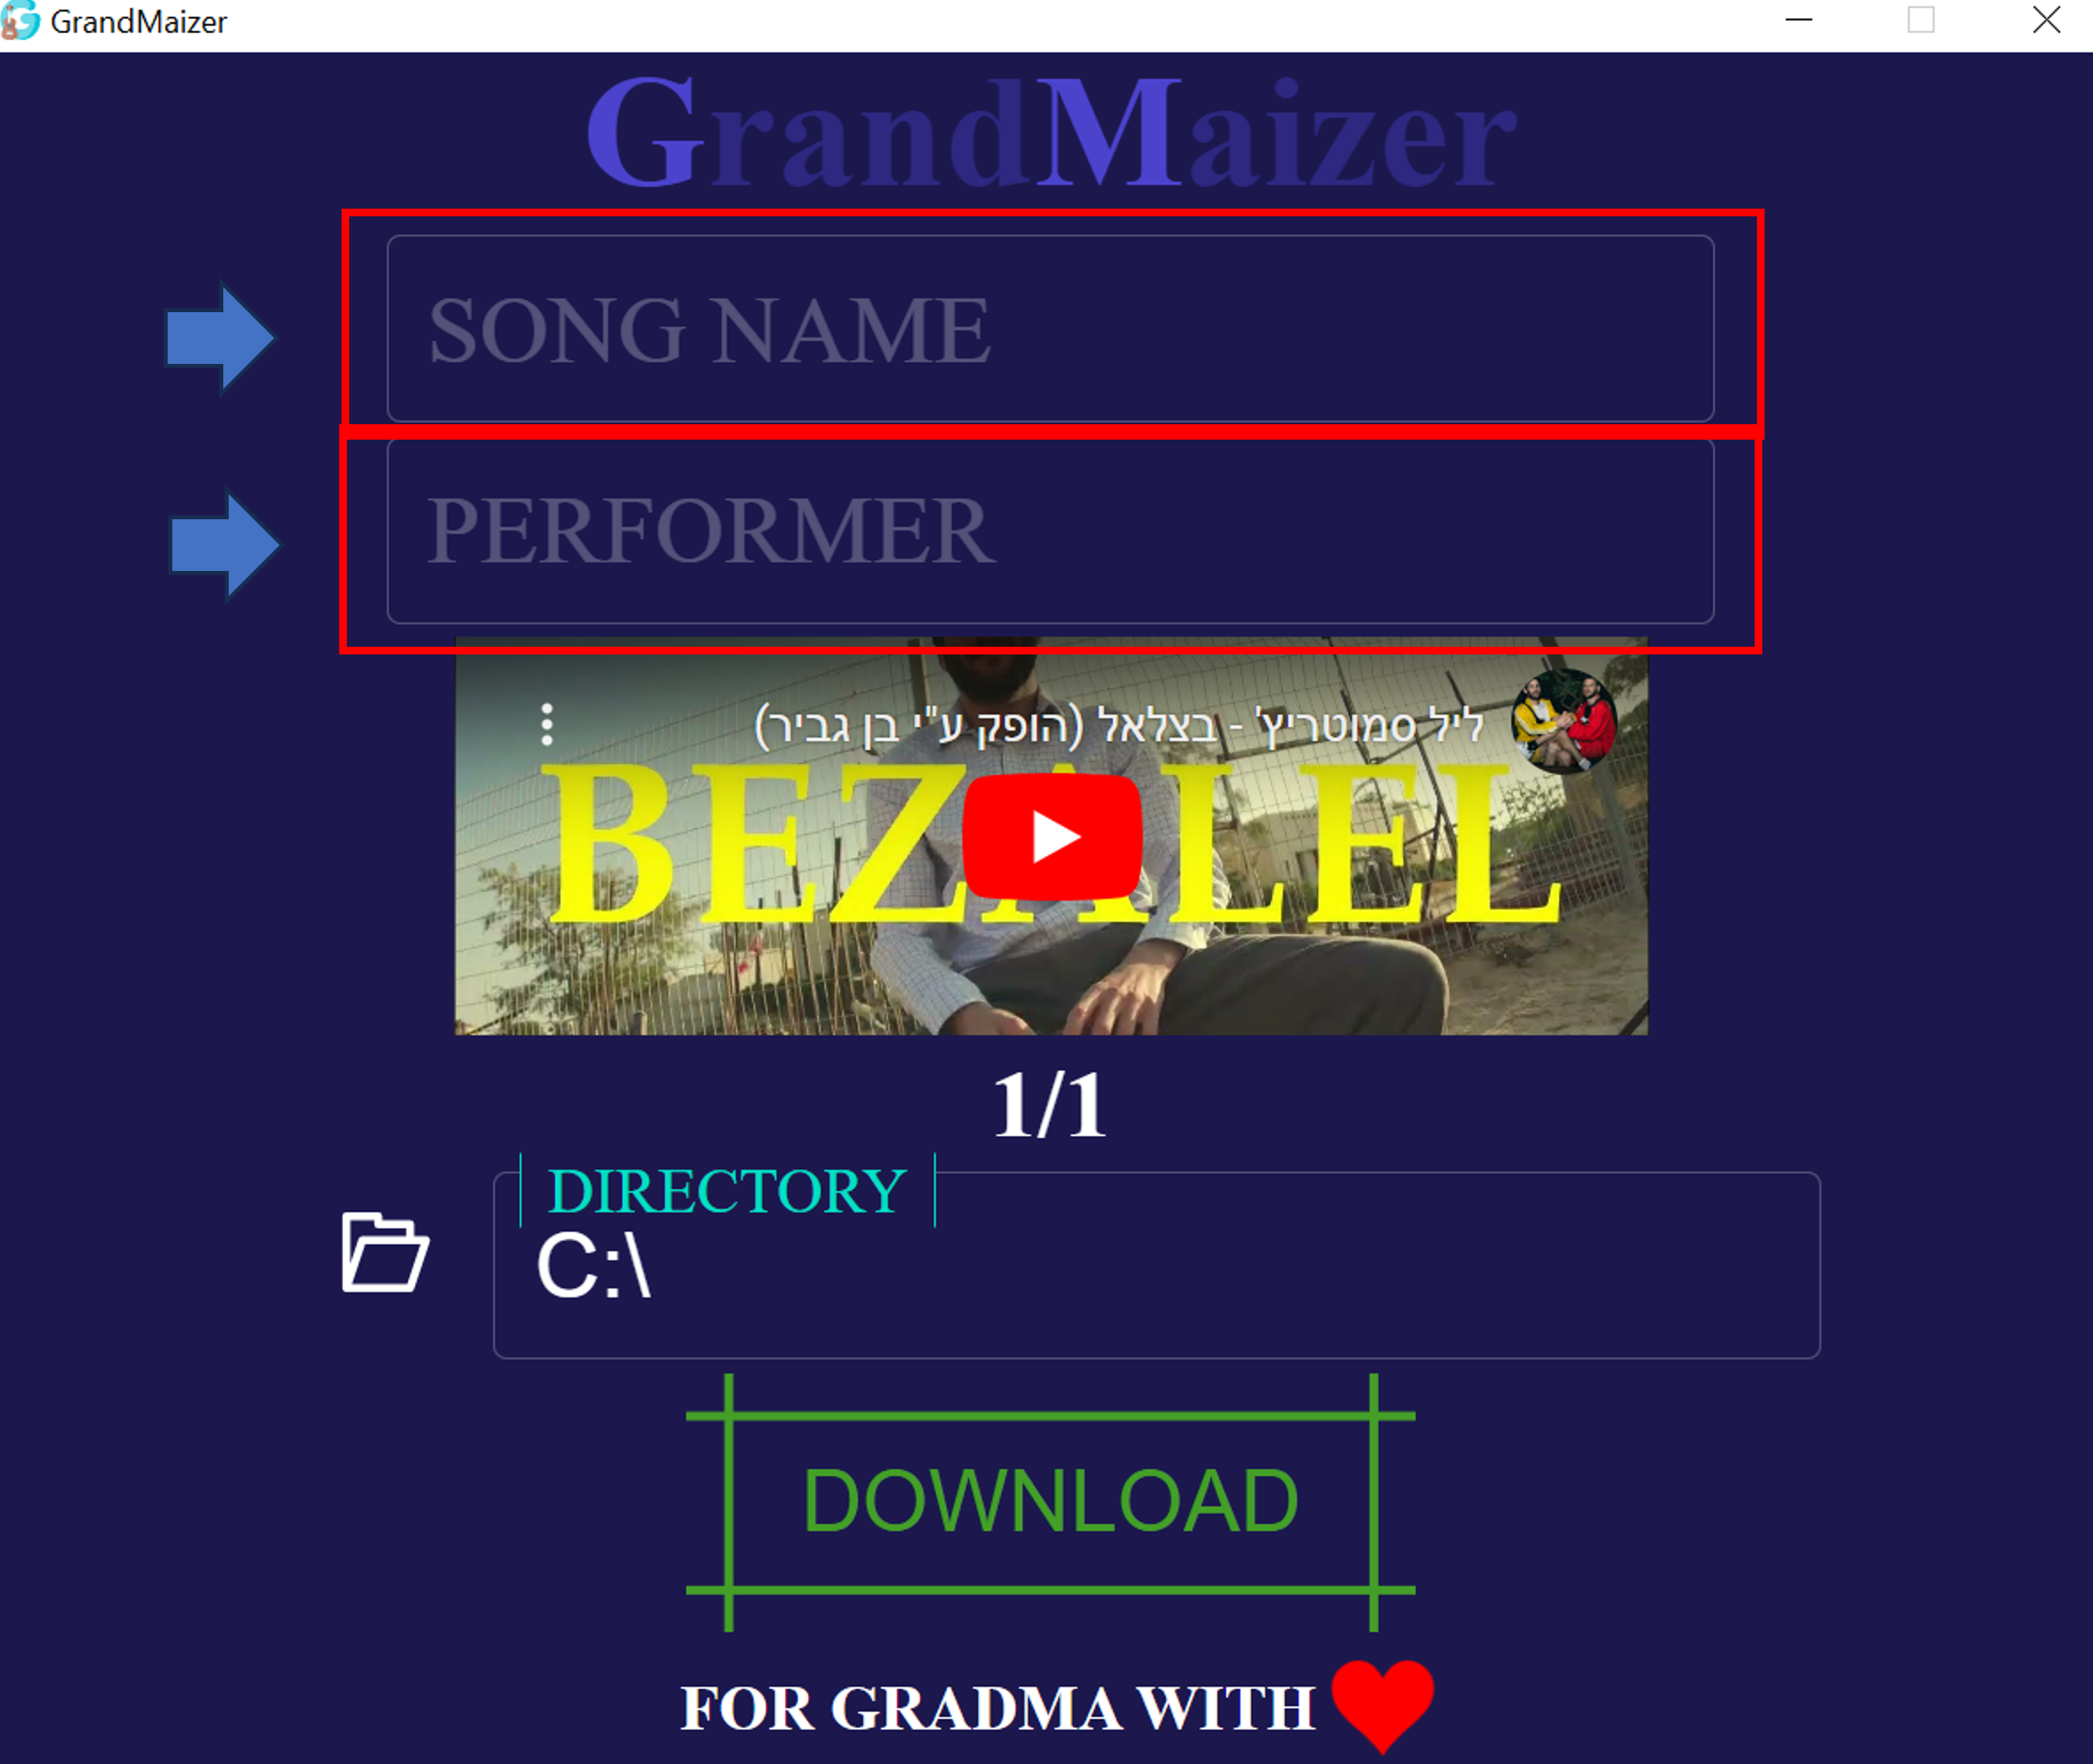 GrandMaizer
GrandMaizer
SONG NAME
PERFORMER
ליל סמוטריץ' - בצלאל (הופק ע"י בן גביר)
BEZALEL
1/1
DIRECTORY
C:\
DOWNLOAD
FOR GRADMA WITH